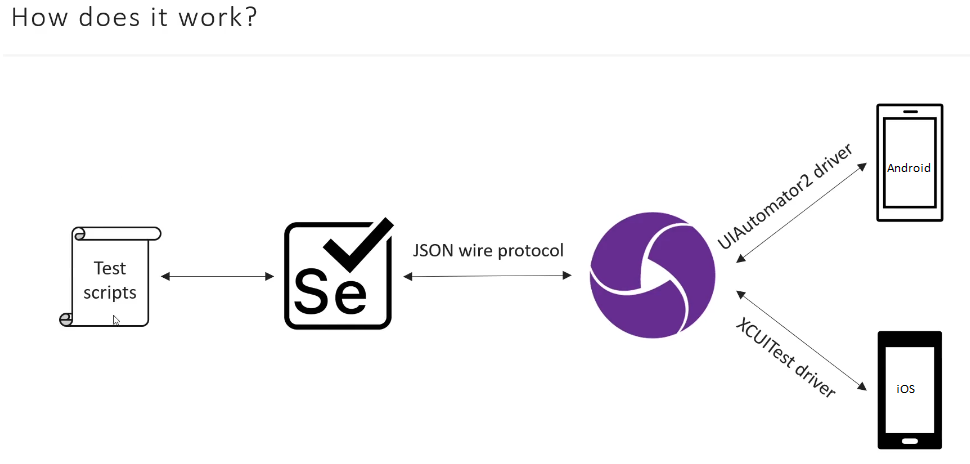 How does it work?
Test
scripts
Se
JSON wire protocol
UIAutomator2 driver
Android
XCUITest driver
iOS